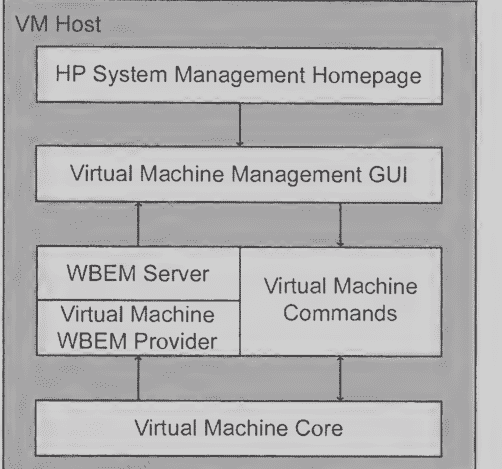 VM Host
HP System Management Homepage
Virtual Machine Management GUI
WBEM Server
Virtual Machine
WBEM Provider
Virtual Machine
Commands
Virtual Machine Core